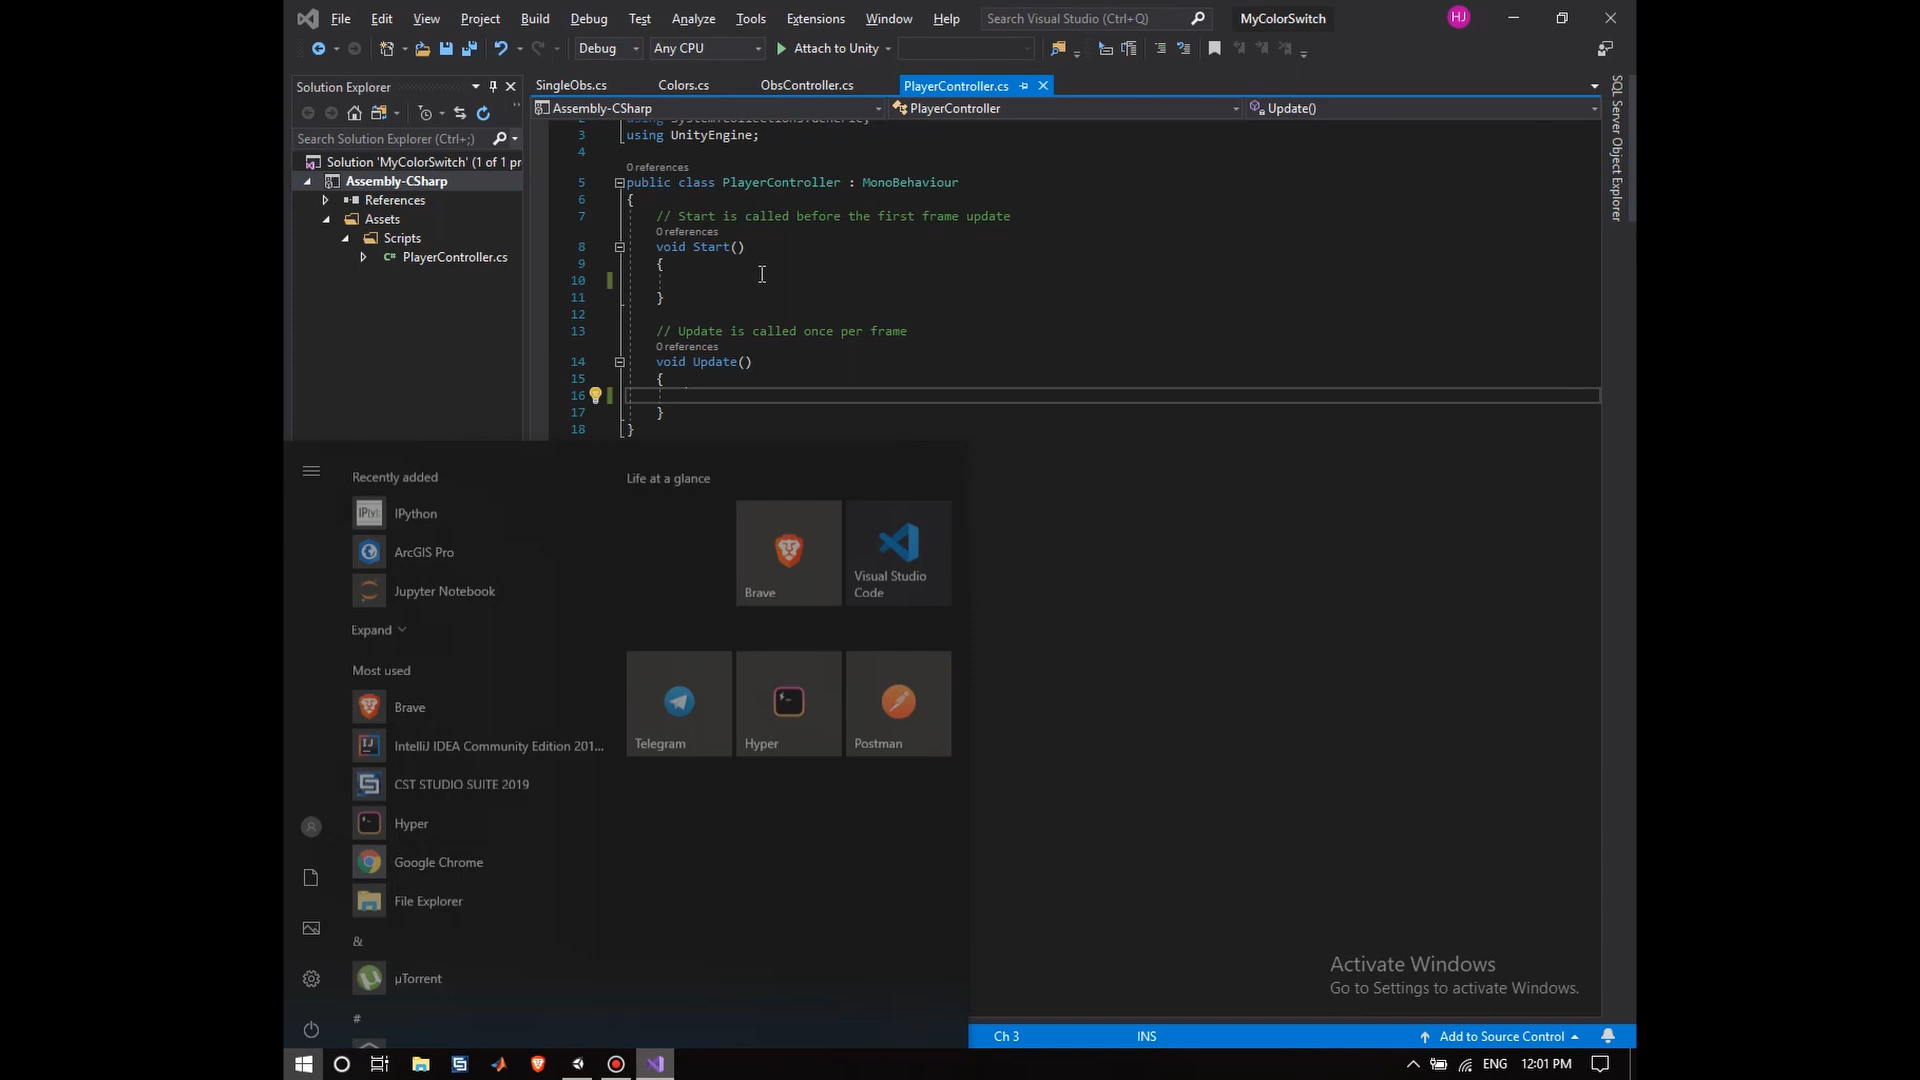 File Edit View Project Build Debug Test Analyze Tools Extensions Window Help Search Visual Studio (Ctrl+Q) MyColorSwitch HJ
Debug Any CPU Attach to Unity
Solution Explorer
SingleObs.cs Colors.cs ObsController.cs PlayerController.cs
Assembly-CSharp PlayerController Update()
Search Solution Explorer (Ctrl+;)
Solution 'MyColorSwitch' (1 of 1 pr
Assembly-CSharp
References
Assets
Scripts
C# PlayerController.cs
SQL Server Object Explorer
2 using System.Collections.Generic;
3 using UnityEngine;
4
0 references
5 public class PlayerController : MonoBehaviour
6 {
7 // Start is called before the first frame update
0 references
8 void Start()
9 {
10
11 }
12
13 // Update is called once per frame
0 references
14 void Update()
15 {
16
17 }
18 }
Recently added
IP[y]: IPython
ArcGIS Pro
Jupyter Notebook
Expand
Most used
Brave
IJ IntelliJ IDEA Community Edition 201...
CST STUDIO SUITE 2019
Hyper
Google Chrome
File Explorer
&
µTorrent
#
Life at a glance
Brave
Visual Studio
Code
Telegram
Hyper
Postman
Activate Windows
Go to Settings to activate Windows.
Ch 3 INS Add to Source Control
ENG 12:01 PM